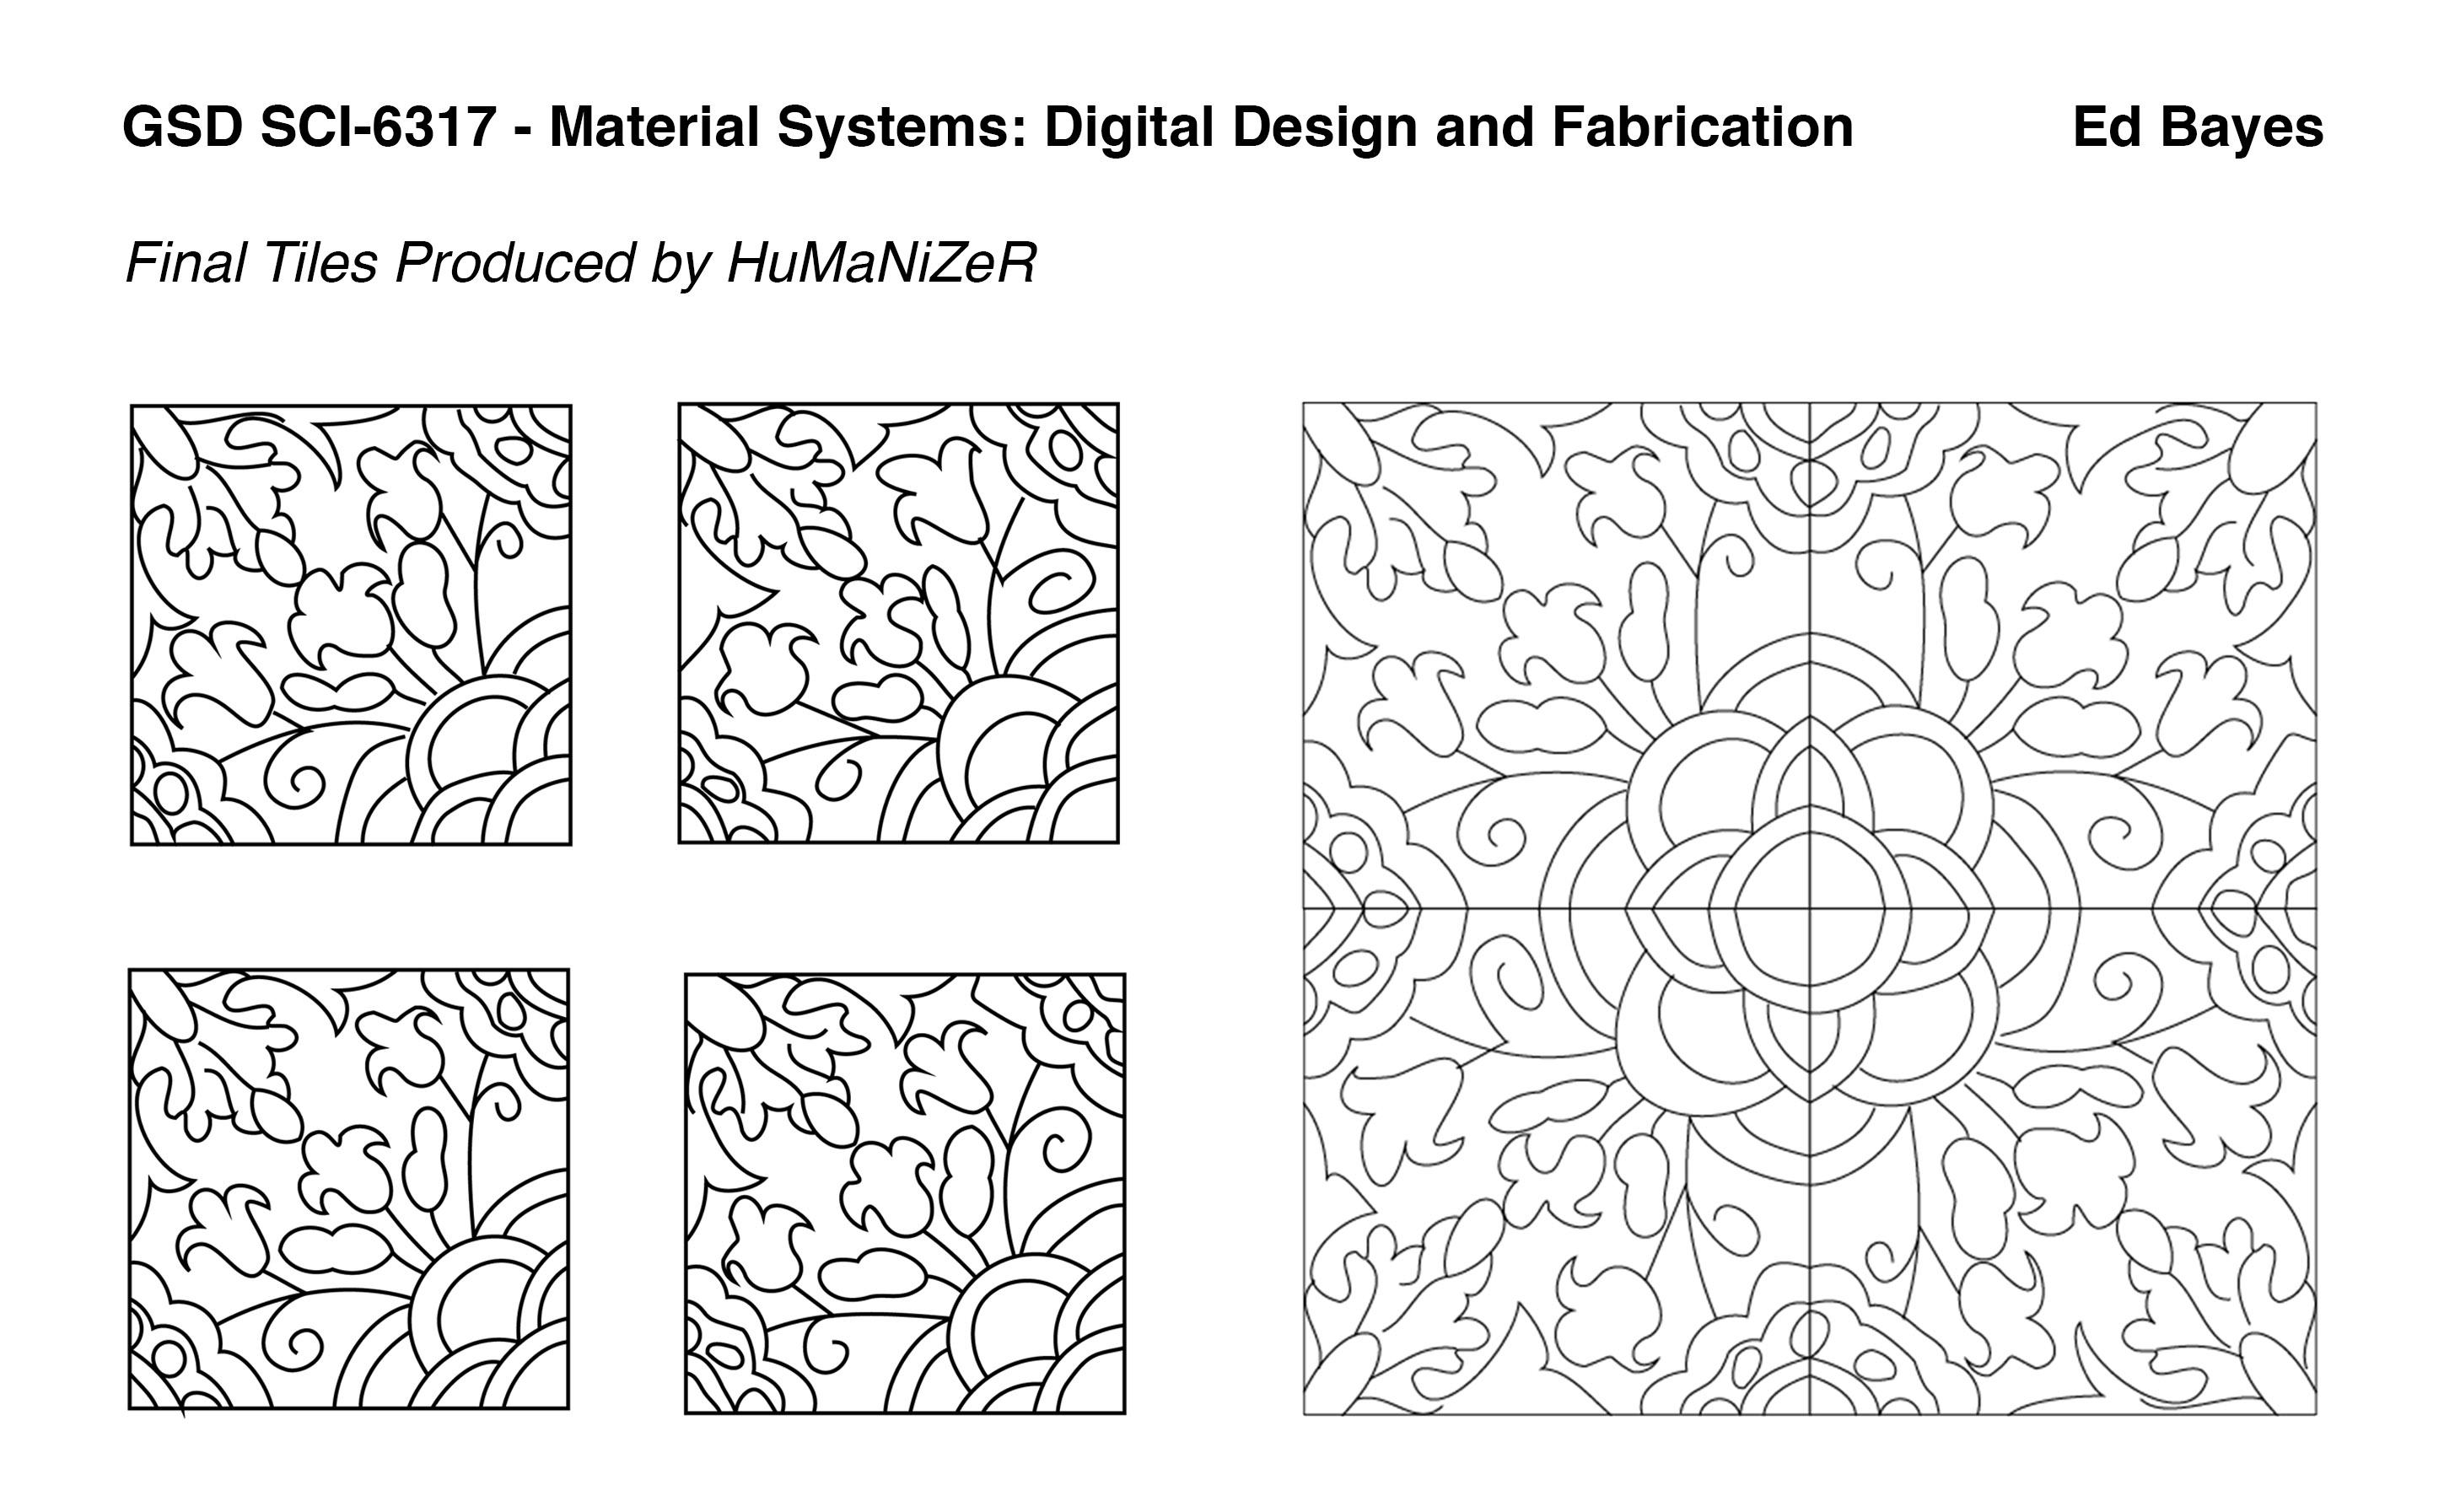 GSD SCI-6317 - Material Systems: Digital Design and Fabrication Ed Bayes
Final Tiles Produced by HuMaNiZeR